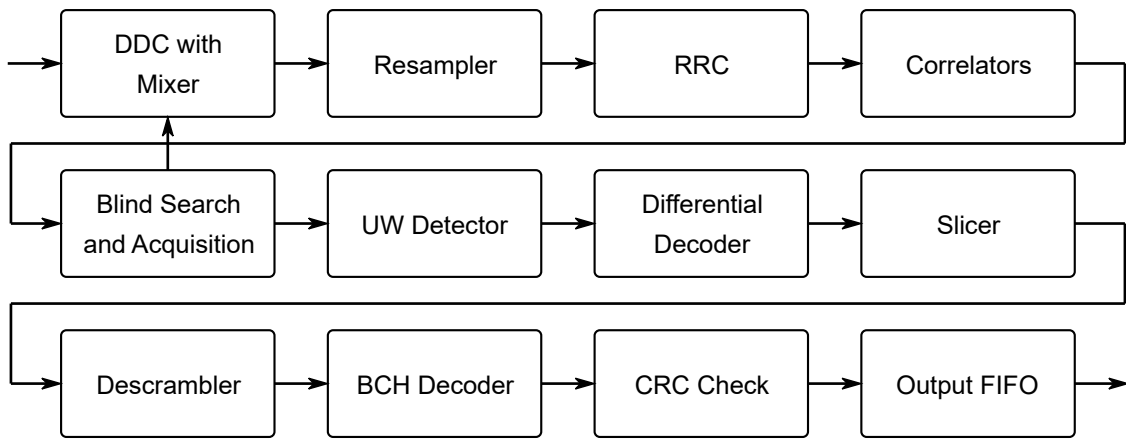 DDC with
Mixer
Resampler
RRC
Correlators
Blind Search
and Acquisition
UW Detector
Differential
Decoder
Slicer
Descrambler
BCH Decoder
CRC Check
Output FIFO